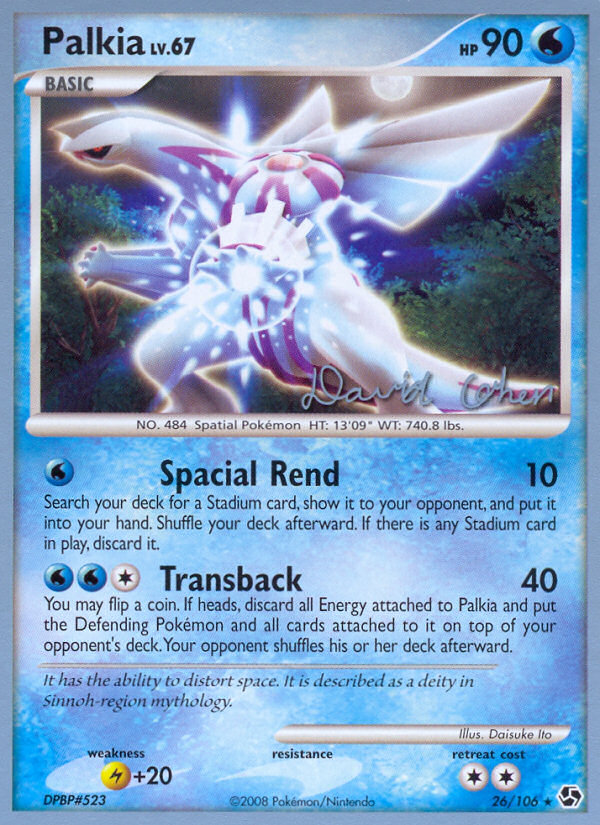 Palkia LV.67 HP 90
BASIC
David Cohen
NO. 484 Spatial Pokémon HT: 13'09" WT: 740.8 lbs.
Spacial Rend 10
Search your deck for a Stadium card, show it to your opponent, and put it
into your hand. Shuffle your deck afterward. If there is any Stadium card
in play, discard it.
Transback 40
You may flip a coin. If heads, discard all Energy attached to Palkia and put
the Defending Pokémon and all cards attached to it on top of your
opponent's deck. Your opponent shuffles his or her deck afterward.
It has the ability to distort space. It is described as a deity in
Sinnoh-region mythology.
Illus. Daisuke Ito
weakness resistance retreat cost
+20
DPBP#523 ©2008 Pokémon/Nintendo 26/106 ★